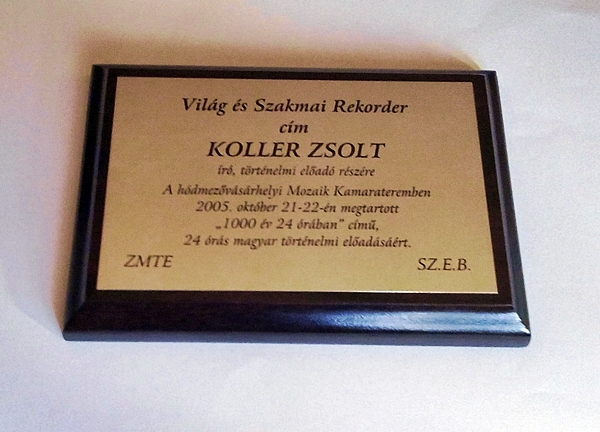 Világ és Szakmai Rekorder
cím
KOLLER ZSOLT
író, történelmi előadó részére
A hódmezővásárhelyi Mozaik Kamarateremben
2005. október 21-22-én megtartott
„1000 év 24 órában” című,
24 órás magyar történelmi előadásáért.
ZMTE SZ.E.B.